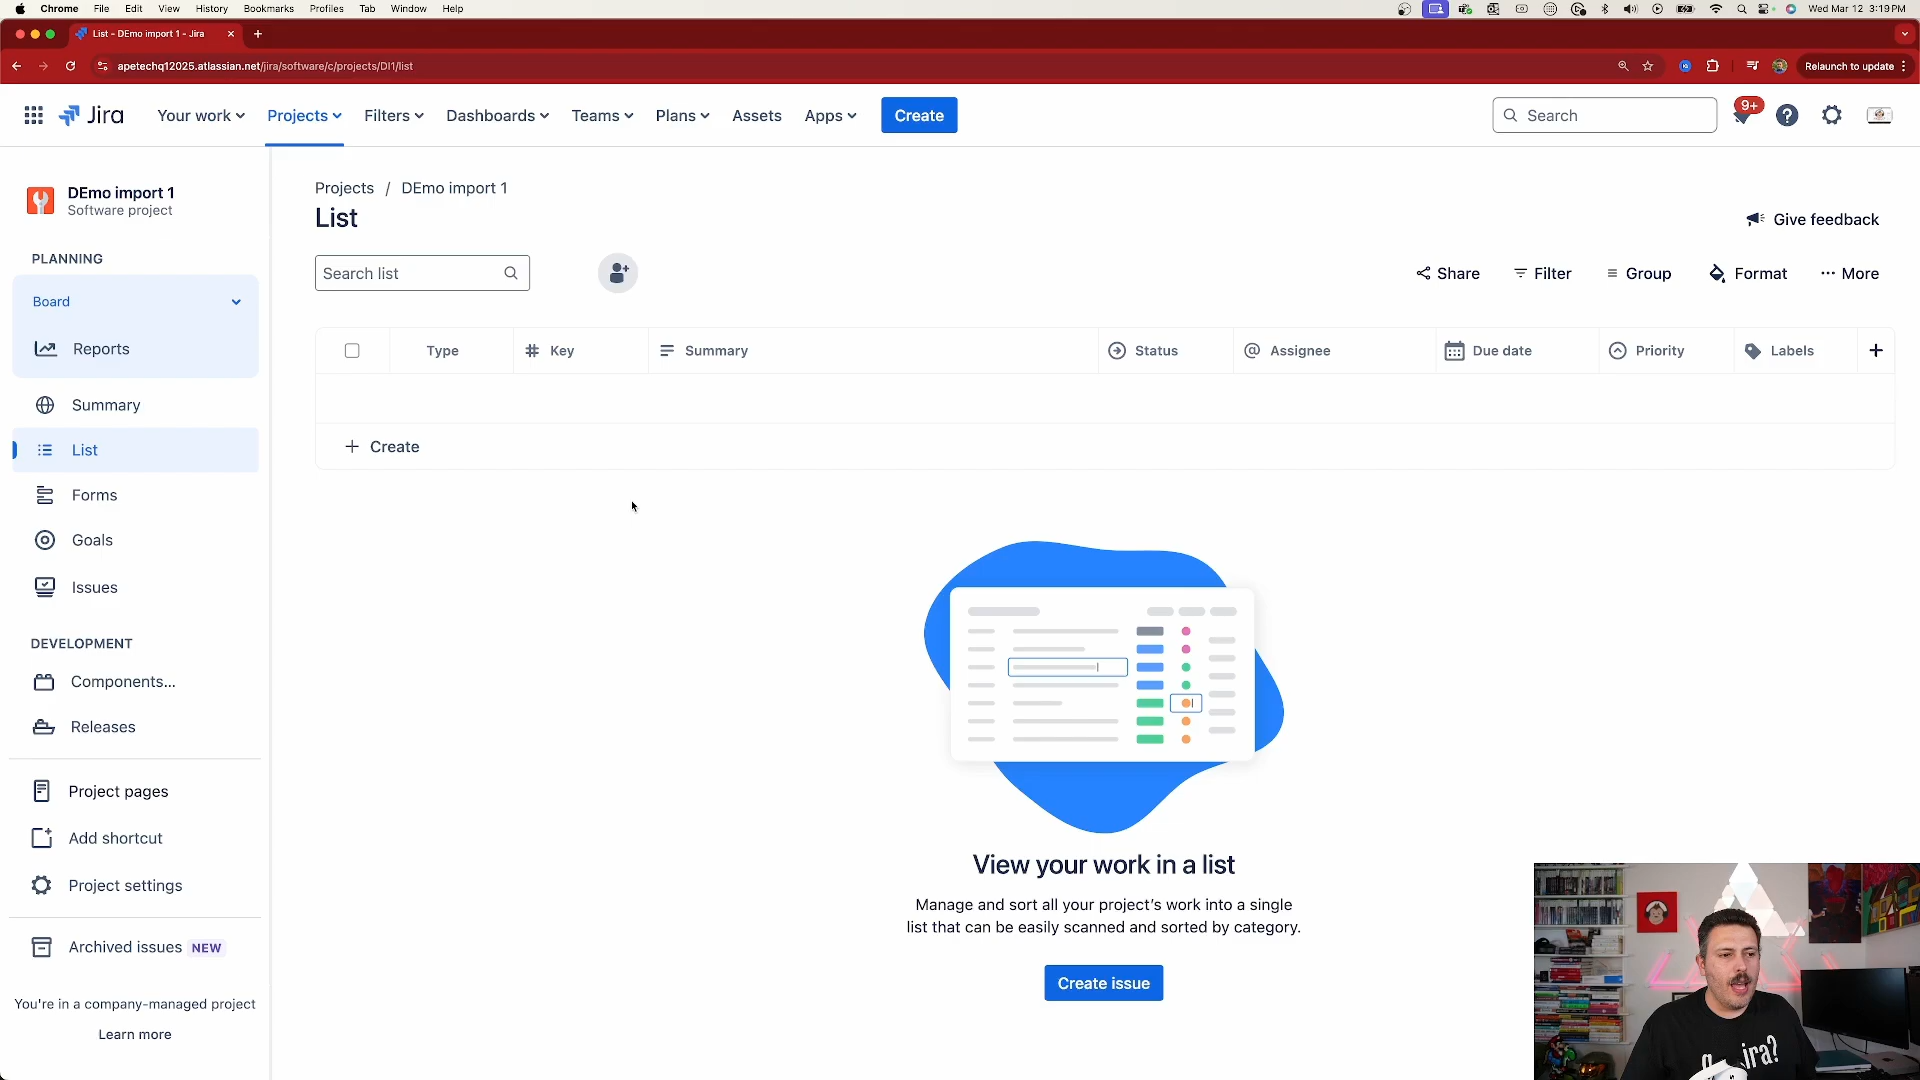 Chrome File Edit View History Bookmarks Profiles Tab Window Help Wed Mar 12 3:19 PM
List - DEmo import 1 - Jira
apetechq12025.atlassian.net/jira/software/c/projects/DI1/list Relaunch to update
Jira Your work Projects Filters Dashboards Teams Plans Assets Apps Create Search 9+
DEmo import 1
Software project
PLANNING
Board
Reports
Summary
List
Forms
Goals
Issues
DEVELOPMENT
Components...
Releases
Project pages
Add shortcut
Project settings
Archived issues NEW
You're in a company-managed project
Learn more
Projects / DEmo import 1
List
Give feedback
Search list Share Filter Group Format More
Type Key Summary Status Assignee Due date Priority Labels
Create
View your work in a list
Manage and sort all your project's work into a single
list that can be easily scanned and sorted by category.
Create issue